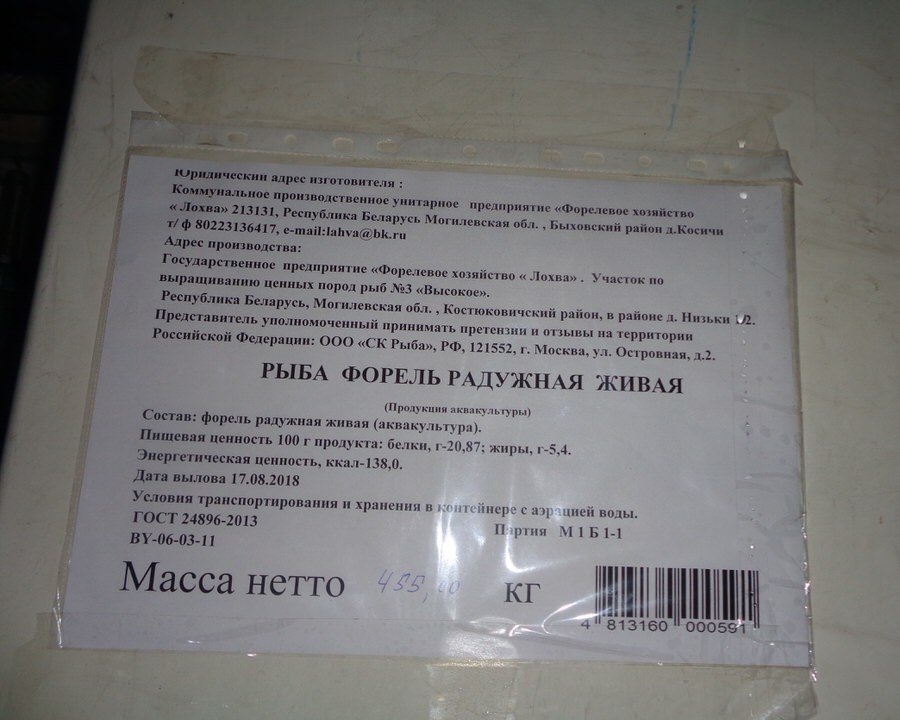 Юридический адрес изготовителя :
Коммунальное производственное унитарное предприятие «Форелевое хозяйство
« Лохва» 213131, Республика Беларусь Могилевская обл. , Быховский район д.Косичи
т/ ф 80223136417, e-mail:lahva@bk.ru
Адрес производства:
Государственное предприятие «Форелевое хозяйство « Лохва» . Участок по
выращиванию ценных пород рыб №3 «Высокое».
Республика Беларусь, Могилевская обл. , Костюковичский район, в районе д. Низьки 1/2.
Представитель уполномоченный принимать претензии и отзывы на территории
Российской Федерации: ООО «СК Рыба», РФ, 121552, г. Москва, ул. Островная, д.2.
РЫБА ФОРЕЛЬ РАДУЖНАЯ ЖИВАЯ
(Продукция аквакультуры)
Состав: форель радужная живая (аквакультура).
Пищевая ценность 100 г продукта: белки, г-20,87; жиры, г-5,4.
Энергетическая ценность, ккал-138,0.
Дата вылова 17.08.2018
Условия транспортирования и хранения в контейнере с аэрацией воды.
ГОСТ 24896-2013 Партия М 1 Б 1-1
BY-06-03-11
Масса нетто 455,00 кг
4 813160 000591